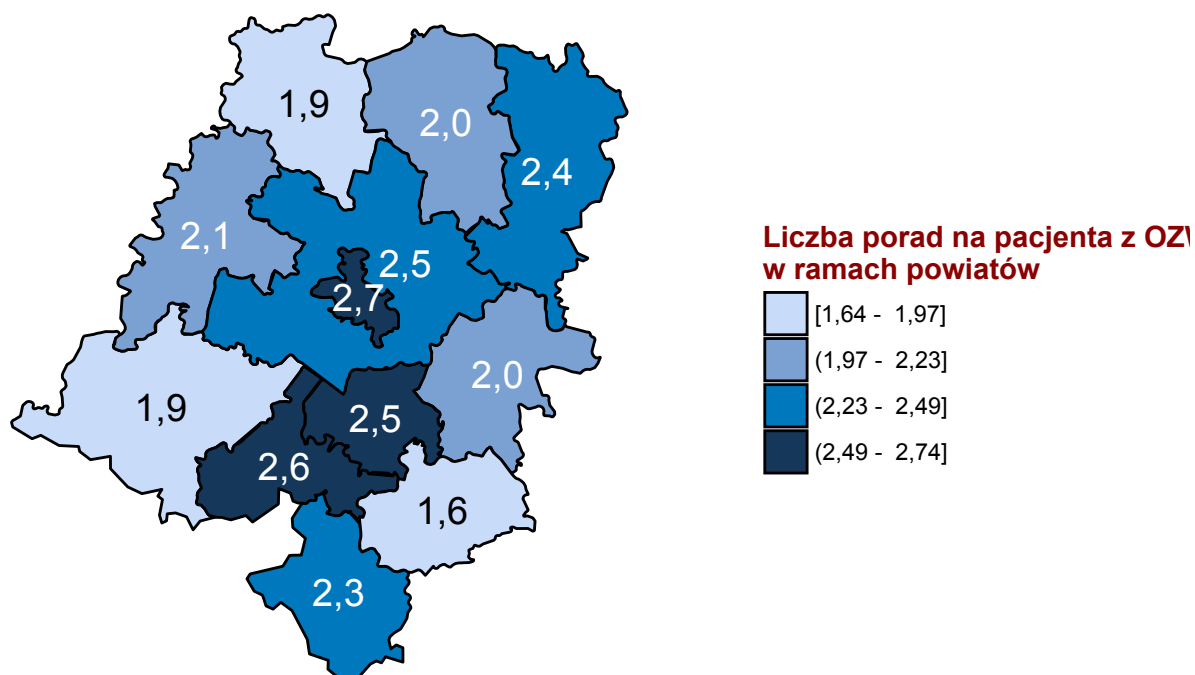 1,9
2,0
2,4
2,1
2,5
2,7
2,0
1,9
2,5
2,6
1,6
2,3
Liczba porad na pacjenta z
w ramach powiatów
[1,64 - 1,97]
(1,97 - 2,23]
(2,23 - 2,49]
(2,49 - 2,74]